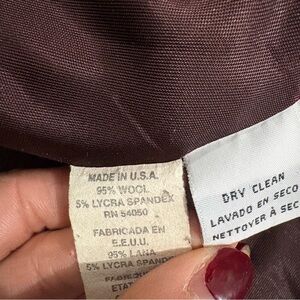 MADE IN U.S.A.
95% WOOL
5% LYCRA SPANDEX
RN 54050
FABRICADA EN
E.E.U.U.
95% LANA
5% LYCRA SPANDEX
DRY CLEAN
LAVADO EN SECO
NETTOYER À SEC